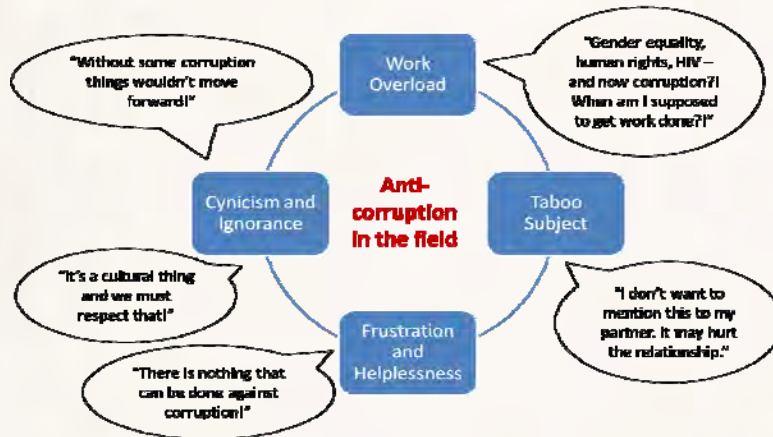 "Without some corruption
things wouldn't move
forward!"
Work
Overload
"Gender equality,
human rights, HIV –
and now corruption?!
When am I supposed
to get work done?!"
Cynicism and
Ignorance
Anti-
corruption
in the field
Taboo
Subject
"It's a cultural thing
and we must
respect that!"
"I don't want to
mention this to my
partner. It may hurt
the relationship."
Frustration
and
Helplessness
"There is nothing that
can be done against
corruption!"